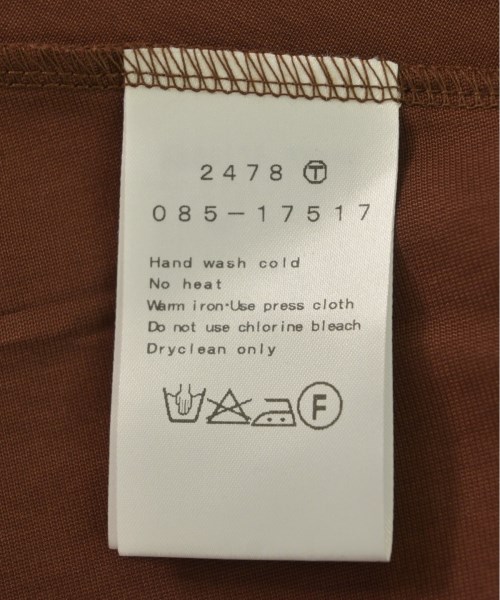 2478 Ⓣ
085-17517
Hand wash cold
No heat
Warm iron·Use press cloth
Do not use chlorine bleach
Dryclean only
F